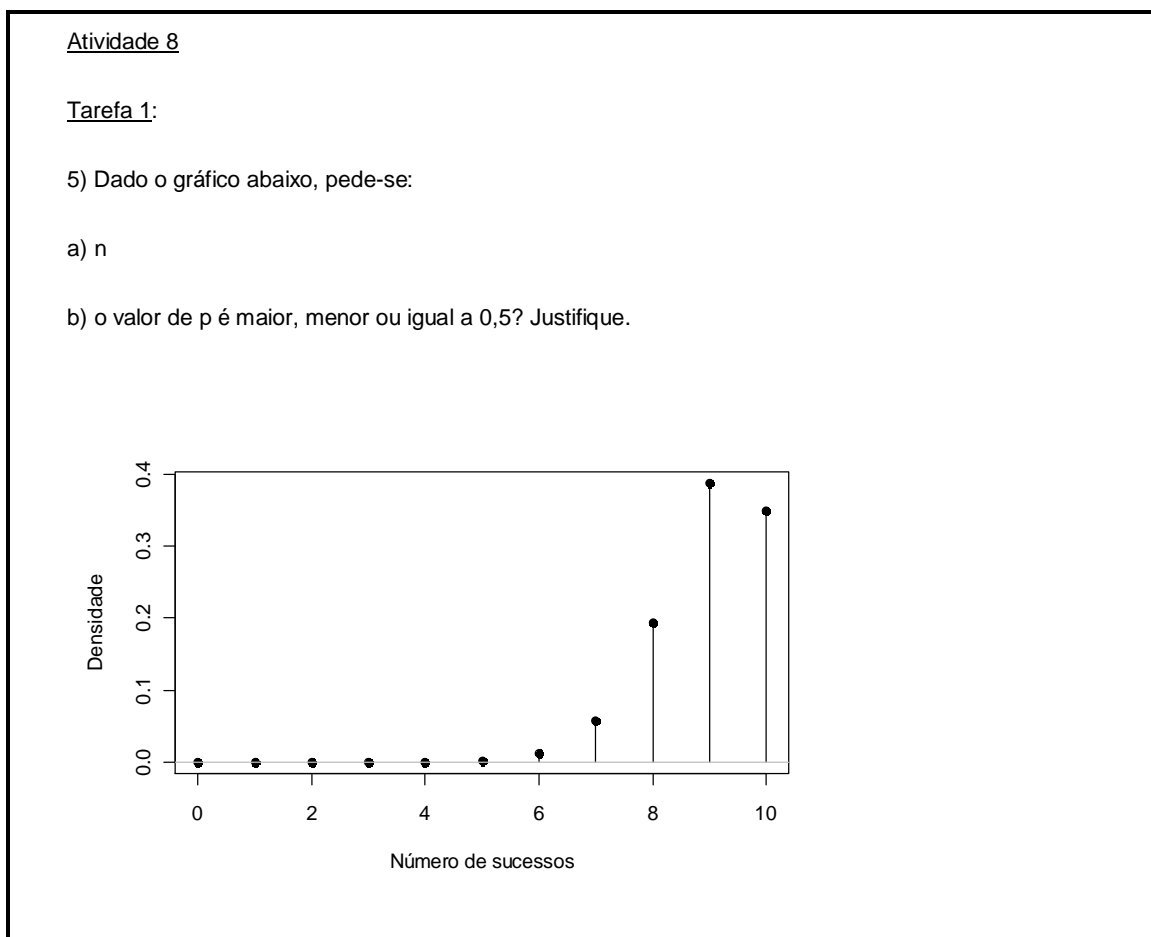 Atividade 8
Tarefa 1:
5) Dado o gráfico abaixo, pede-se:
a) n
b) o valor de p é maior, menor ou igual a 0,5? Justifique.
0.4
0.3
0.2
0.1
0.0
Densidade
0 2 4 6 8 10
Número de sucessos